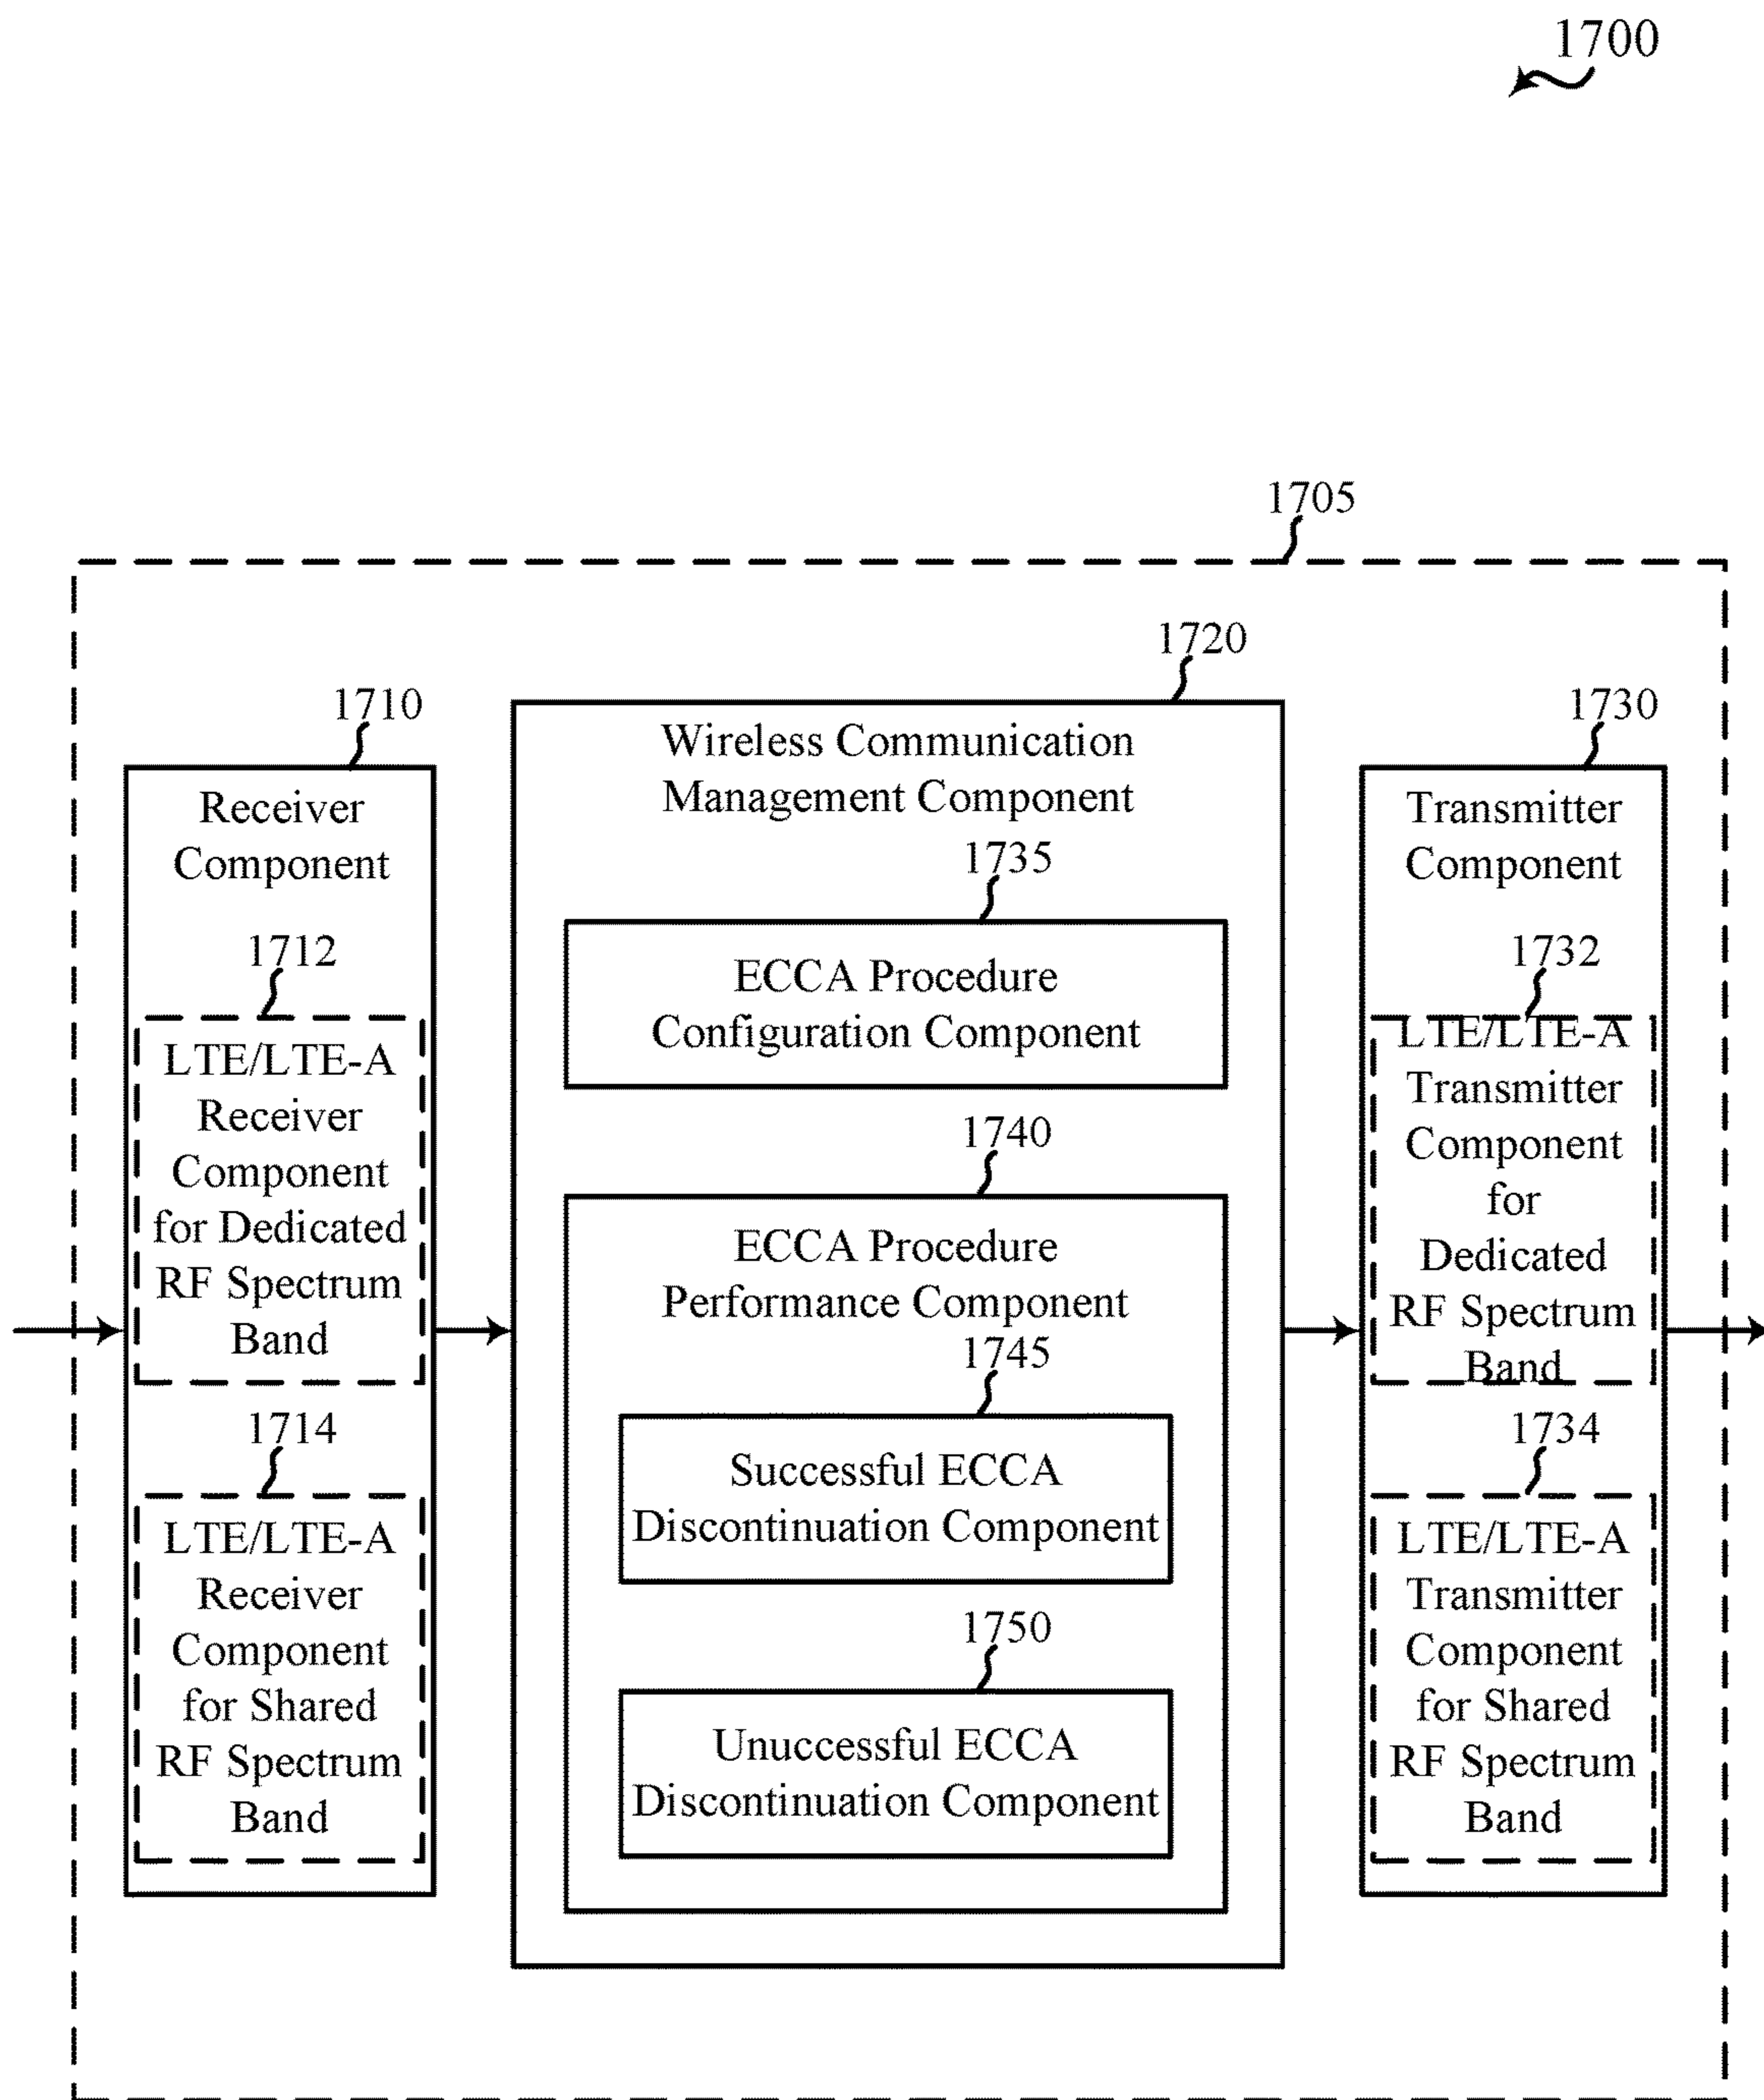 1700
1705
1720
1710
1730
Wireless Communication
Management Component
Receiver
Component
Transmitter
Component
1735
ECCA Procedure
Configuration Component
1712
LTE/LTE-A
Receiver
Component
for Dedicated
RF Spectrum
Band
1732
LTE/LTE-A
Transmitter
Component
for
Dedicated
RF Spectrum
Band
1740
ECCA Procedure
Performance Component
1745
Successful ECCA
Discontinuation Component
1750
Unuccessful ECCA
Discontinuation Component
1714
LTE/LTE-A
Receiver
Component
for Shared
RF Spectrum
Band
1734
LTE/LTE-A
Transmitter
Component
for Shared
RF Spectrum
Band